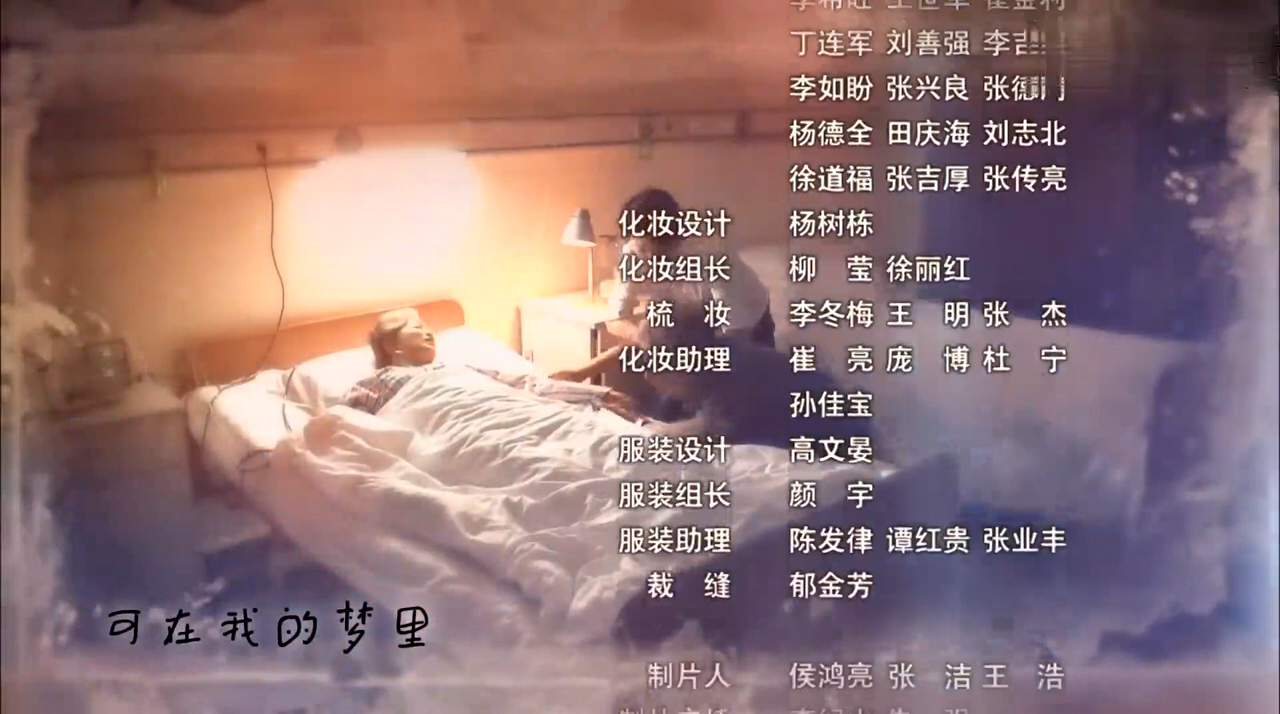 丁连军 刘善强 李吉
李如盼 张兴良 张德
杨德全 田庆海 刘志北
徐道福 张吉厚 张传亮
化妆设计 杨树栋
化妆组长 柳 莹 徐丽红
梳 妆 李冬梅 王 明 张 杰
化妆助理 崔 亮 庞 博 杜 宁
孙佳宝
服装设计 高文晏
服装组长 颜 宇
服装助理 陈发律 谭红贵 张业丰
裁 缝 郁金芳
可在我的梦里
制片人 侯鸿亮 张 洁 王 浩